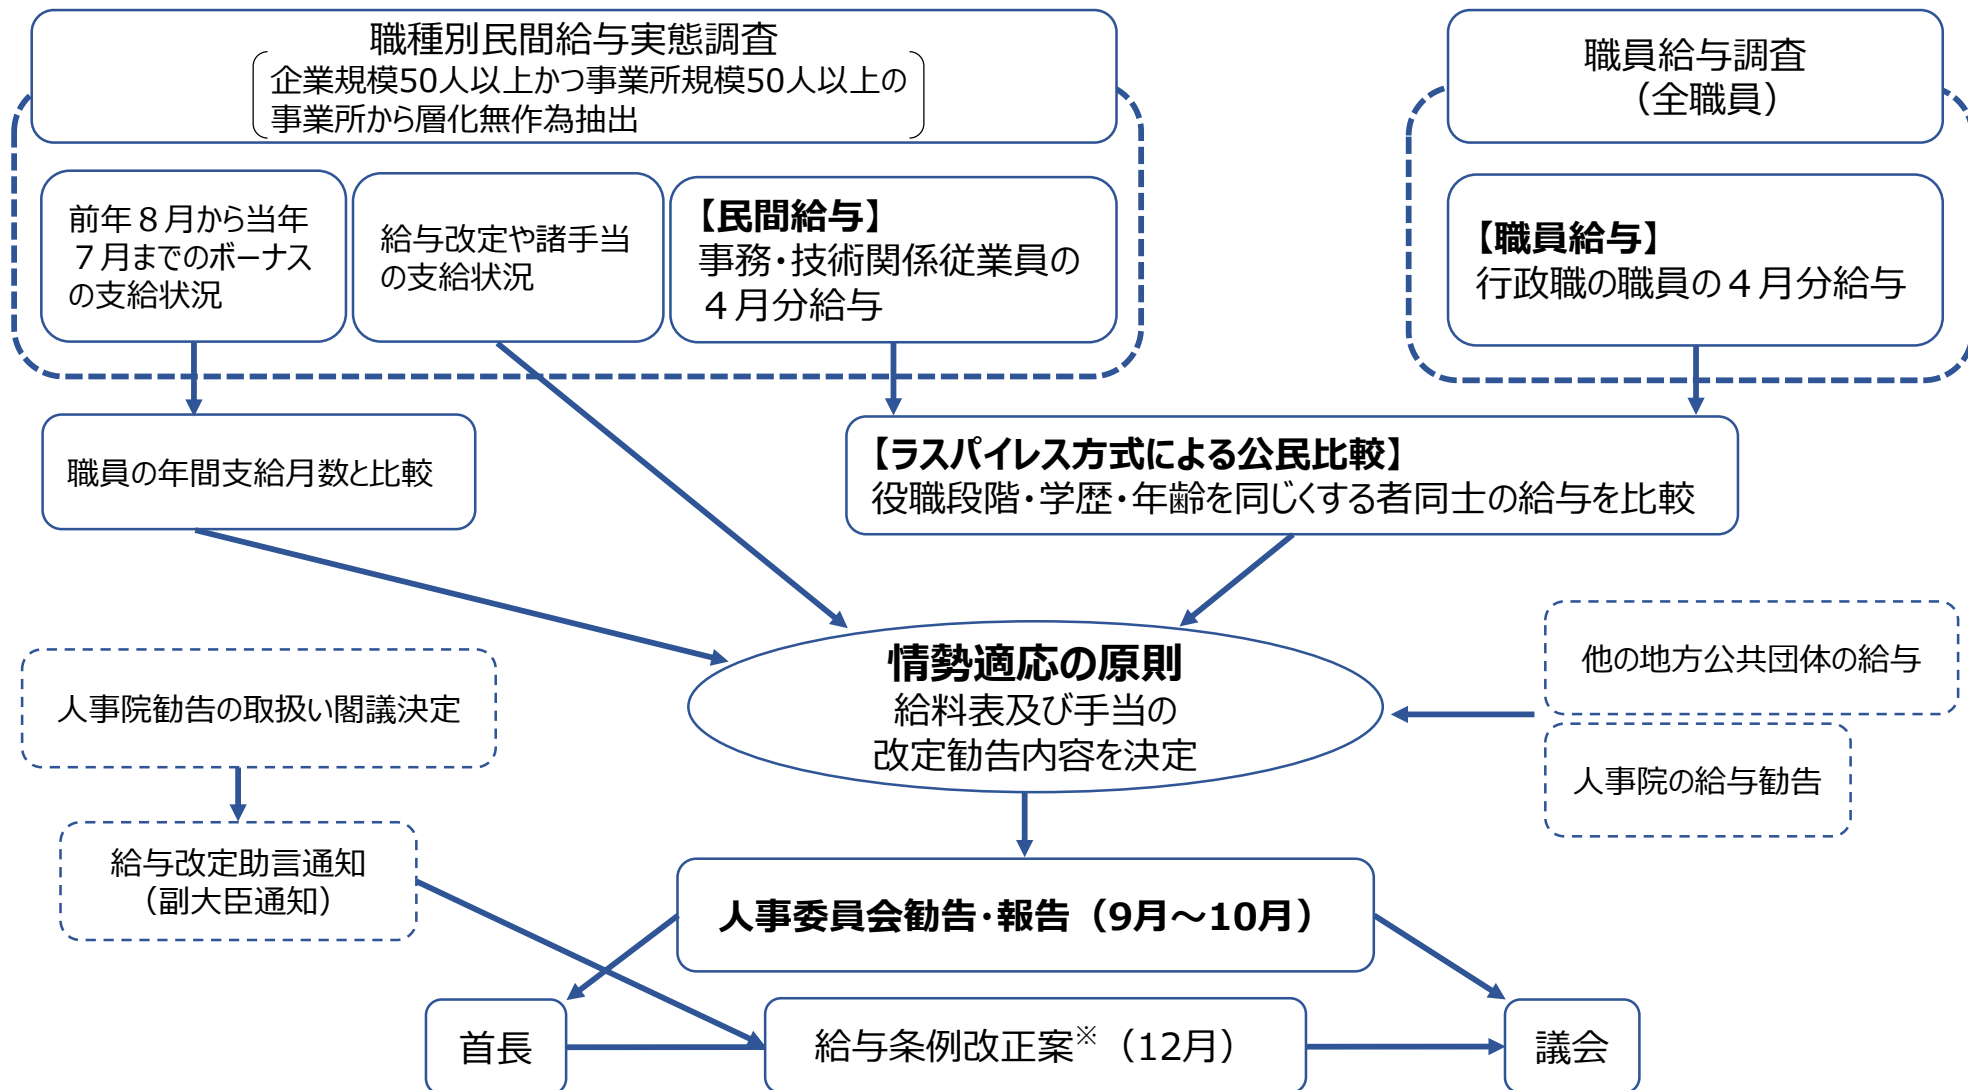 職種別民間給与実態調査
企業規模50人以上かつ事業所規模50人以上の
事業所から層化無作為抽出
職員給与調査
（全職員）
前年８月から当年
７月までのボーナス
の支給状況
給与改定や諸手当
の支給状況
【民間給与】
事務・技術関係従業員の
４月分給与
【職員給与】
行政職の職員の４月分給与
職員の年間支給月数と比較
【ラスパイレス方式による公民比較】
役職段階・学歴・年齢を同じくする者同士の給与を比較
情勢適応の原則
給料表及び手当の
改定勧告内容を決定
他の地方公共団体の給与
人事院の給与勧告
人事院勧告の取扱い閣議決定
給与改定助言通知
（副大臣通知）
人事委員会勧告・報告（9月～10月）
首長
給与条例改正案※（12月）
議会